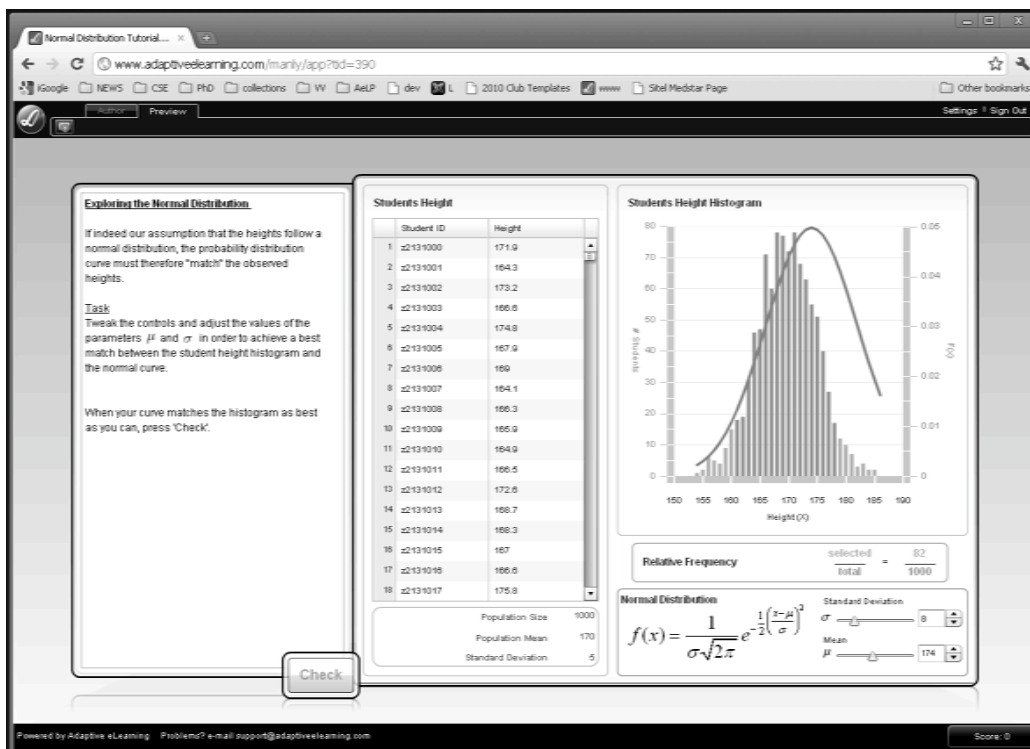 Normal Distribution Tutorial....
www.adaptiveelearning.com/manly/app?tid=390
iGoogle NEWS CSE PhD collections VV AeLP dev L 2010 Club Templates www Sitel Medstar Page Other bookmarks
Author Preview Settings Sign Out
Exploring the Normal Distribution
If indeed our assumption that the heights follow a
normal distribution, the probability distribution
curve must therefore "match" the observed
heights.
Task
Tweak the controls and adjust the values of the
parameters μ and σ in order to achieve a best
match between the student height histogram and
the normal curve.
When your curve matches the histogram as best
as you can, press 'Check'.
Check
Students Height
Student ID Height
1 z2131000 171.9
2 z2131001 164.3
3 z2131002 173.2
4 z2131003 166.6
5 z2131004 174.8
6 z2131005 167.9
7 z2131006 169
8 z2131007 164.1
9 z2131008 166.3
10 z2131009 165.9
11 z2131010 164.9
12 z2131011 166.5
13 z2131012 172.6
14 z2131013 168.7
15 z2131014 168.3
16 z2131015 167
17 z2131016 166.6
18 z2131017 175.8
Population Size 1000
Population Mean 170
Standard Deviation 5
Students Height Histogram
80 0.05
70
60 0.04
50
# Students
40 0.03
F(x)
30 0.02
20
10 0.01
0 0
150 155 160 165 170 175 180 185 190
Height (X)
Relative Frequency selected/total = 82/1000
Normal Distribution
f(x) = 1/(σ√2π) e^(-1/2((x-μ)/σ)^2)
Standard Deviation
σ 8
Mean
μ 174
Powered by Adaptive eLearning Problems? e-mail support@adaptiveelearning.com Score: 0